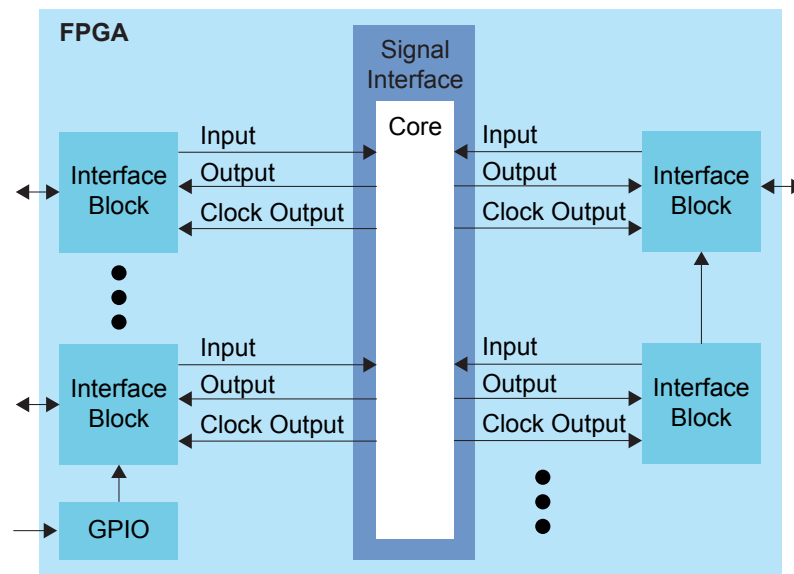 FPGA
Signal
Interface
Core
Input
Output
Clock Output
Interface
Block
Input
Output
Clock Output
Interface
Block
Input
Output
Clock Output
Interface
Block
Input
Output
Clock Output
Interface
Block
GPIO